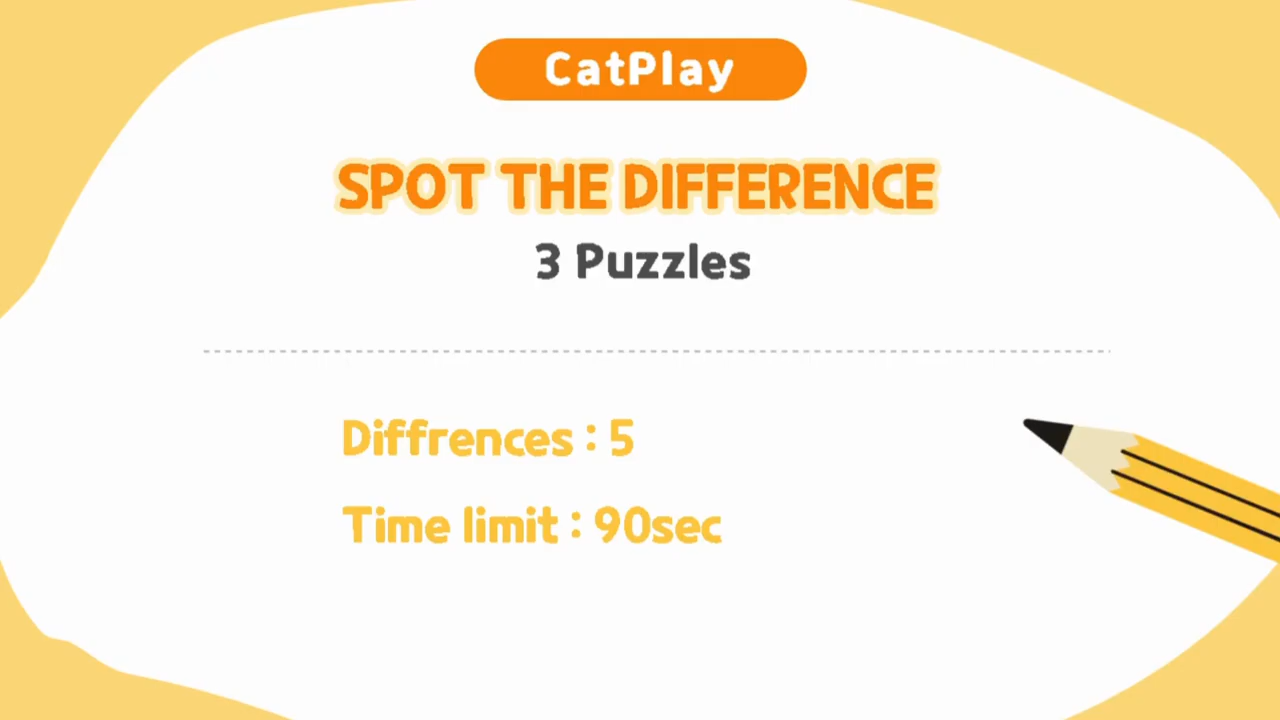 CatPlay
SPOT THE DIFFERENCE
3 Puzzles
Diffrences : 5
Time limit : 90sec